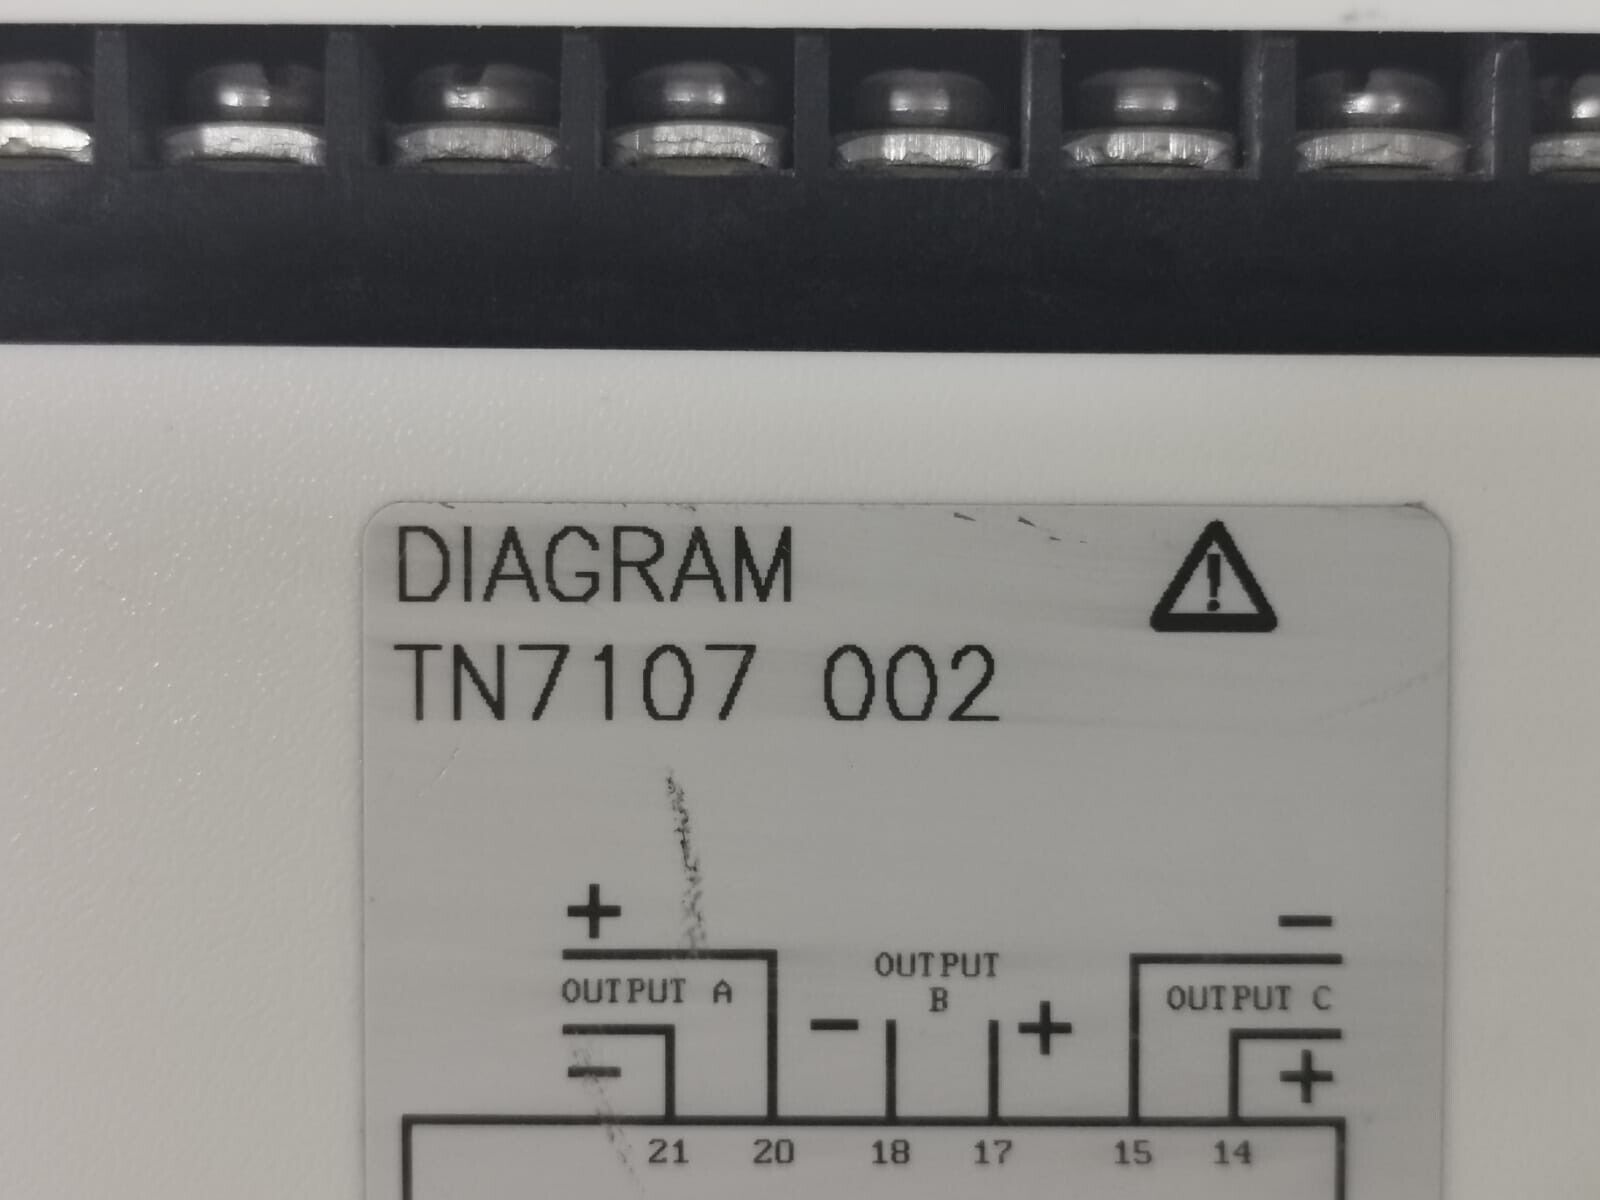 DIAGRAM
TN7107 002
+
OUTPUT A
-
OUTPUT
B
- +
-
OUTPUT C
+
21 20 18 17 15 14